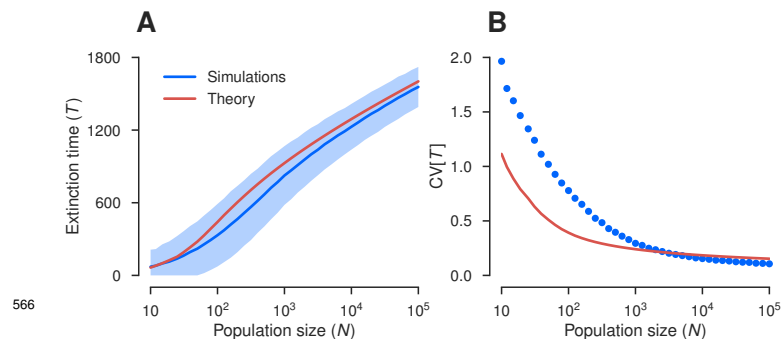 A
1800
1200
600
0
Extinction time (T)
Simulations
Theory
10
10²
10³
10⁴
10⁵
Population size (N)
B
2.0
1.5
1.0
0.5
0.0
CV[T]
10
10²
10³
10⁴
10⁵
Population size (N)
566